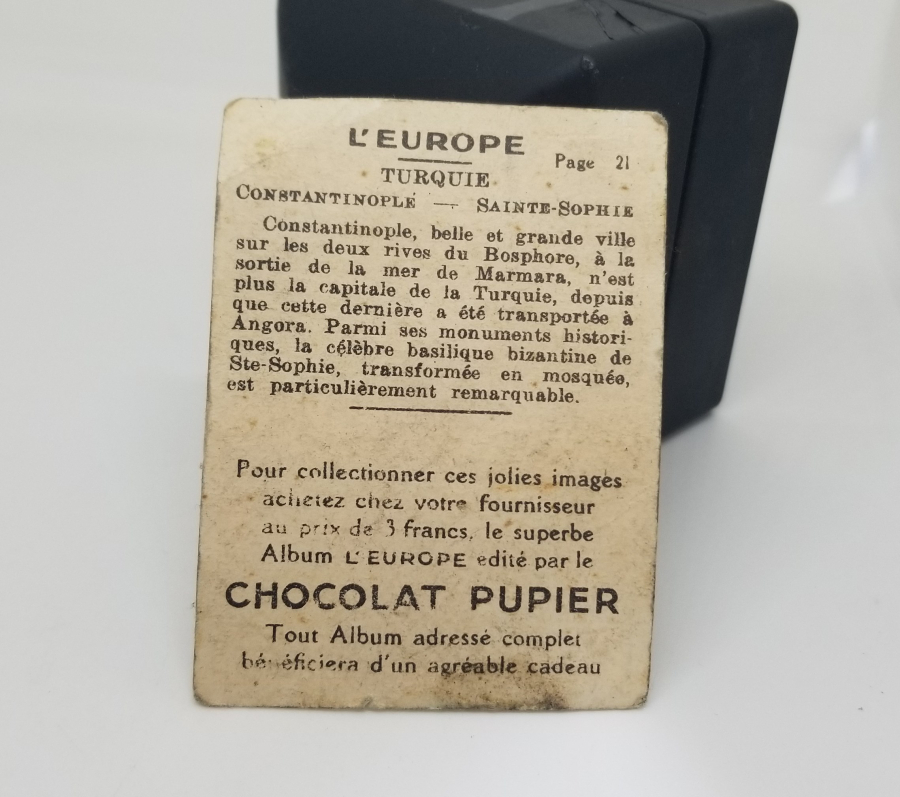 L'EUROPE
Page 21
TURQUIE
CONSTANTINOPLE — SAINTE-SOPHIE
Constantinople, belle et grande ville
sur les deux rives du Bosphore, à la
sortie de la mer de Marmara, n'est
plus la capitale de la Turquie, depuis
que cette dernière a été transportée à
Angora. Parmi ses monuments histori-
ques, la célèbre basilique bizantine de
Ste-Sophie, transformée en mosquée,
est particulièrement remarquable.
Pour collectionner ces jolies images
achetez chez votre fournisseur
au prix de 3 francs, le superbe
Album L'EUROPE edité par le
CHOCOLAT PUPIER
Tout Album adressé complet
bénéficiera d'un agréable cadeau